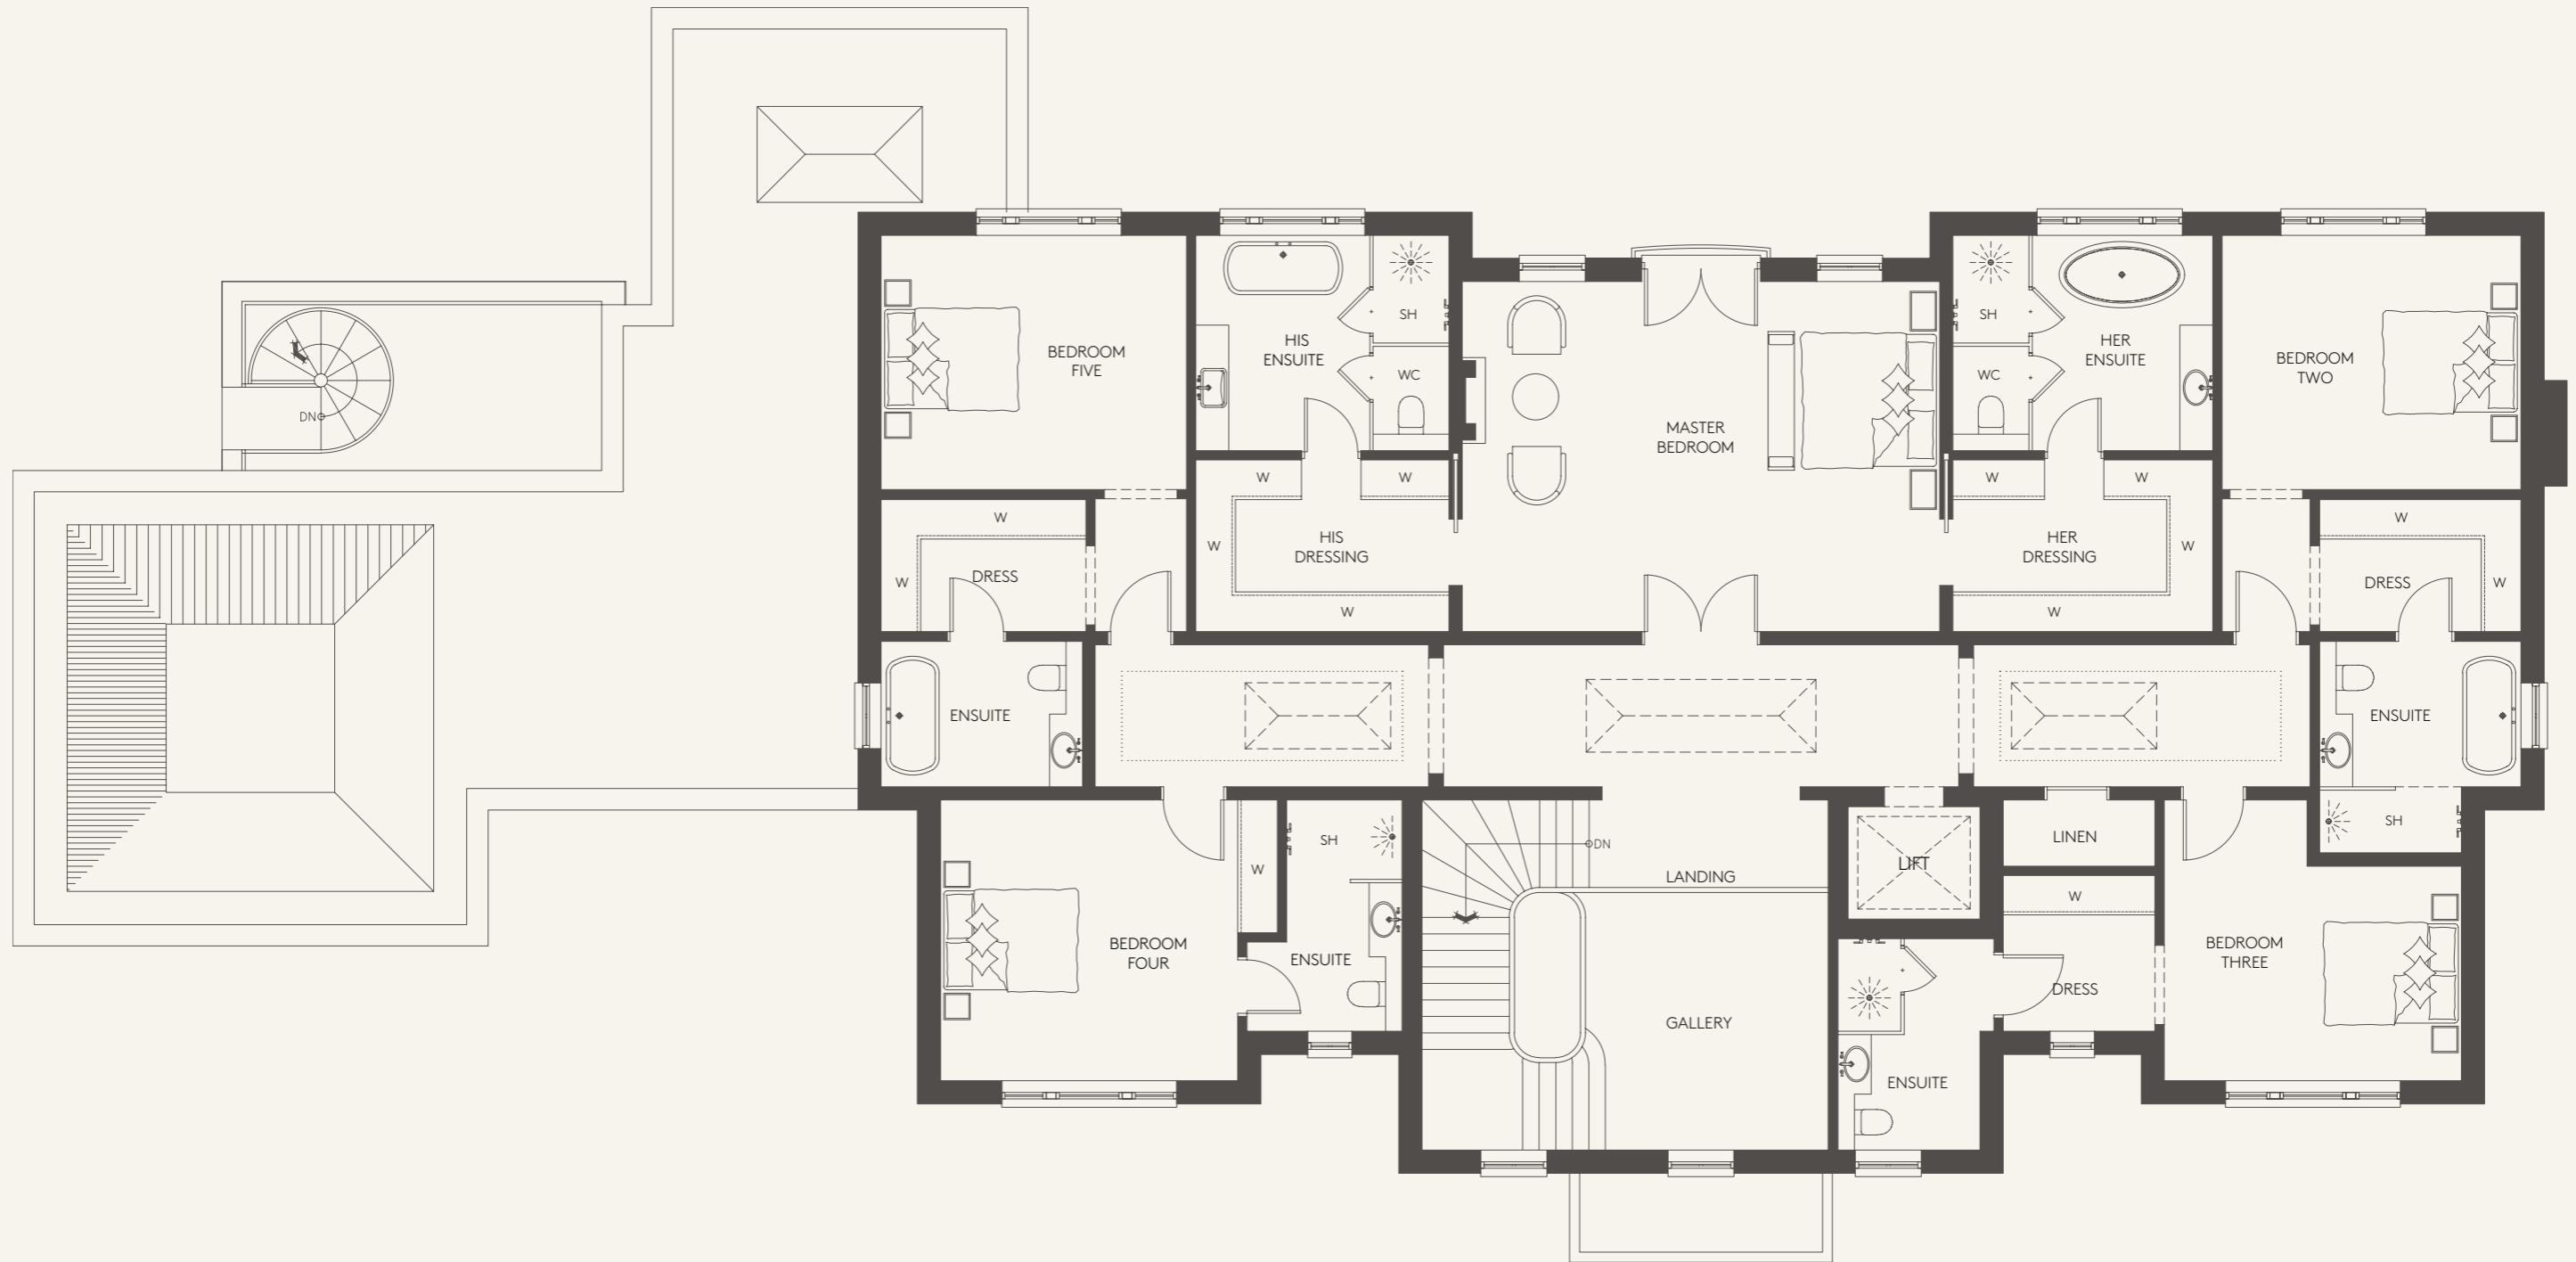 DN
BEDROOM
FIVE
HIS
ENSUITE
SH
WC
MASTER
BEDROOM
SH
WC
HER
ENSUITE
BEDROOM
TWO
W
W
DRESS
W
W
W
HIS
DRESSING
W
W
W
HER
DRESSING
W
W
W
DRESS
W
ENSUITE
ENSUITE
SH
BEDROOM
FOUR
W
SH
ENSUITE
DN
LANDING
GALLERY
LIFT
LINEN
W
DRESS
ENSUITE
BEDROOM
THREE